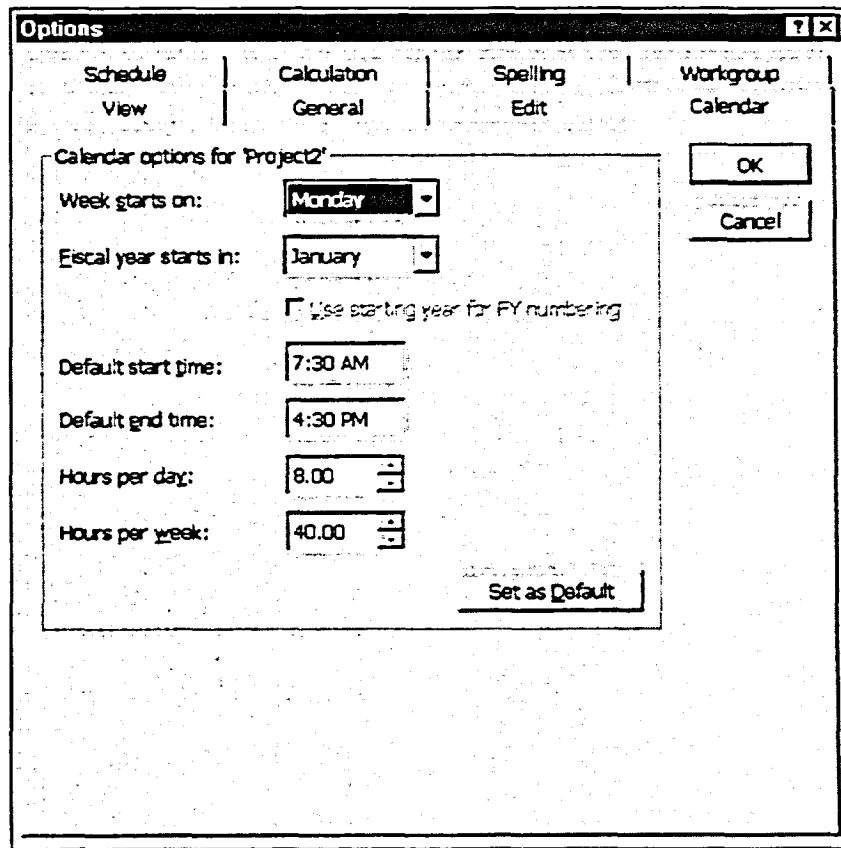 Options
Schedule Calculation Spelling Workgroup
View General Edit Calendar
Calendar options for 'Project2'
OK
Week starts on: Monday
Cancel
Fiscal year starts in: January
Use starting year for FY numbering
Default start time: 7:30 AM
Default end time: 4:30 PM
Hours per day: 8.00
Hours per week: 40.00
Set as Default